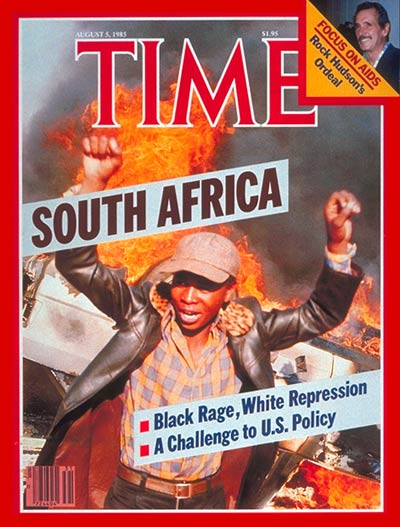 AUGUST 5, 1985
$1.95
TIME
FOCUS ON AIDS
Rock Hudson's
Ordeal
SOUTH AFRICA
■ Black Rage, White Repression
■ A Challenge to U.S. Policy